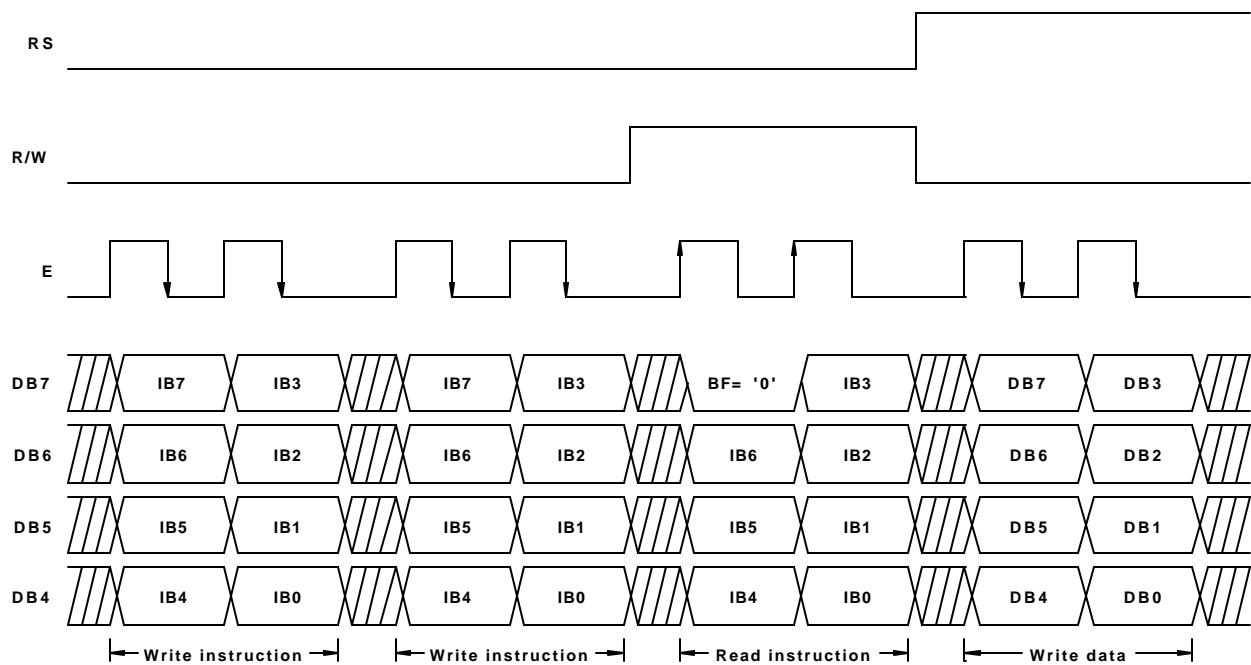 RS
R/W
E
DB7 IB7 IB3 IB7 IB3 BF= '0' IB3 DB7 DB3
DB6 IB6 IB2 IB6 IB2 IB6 IB2 DB6 DB2
DB5 IB5 IB1 IB5 IB1 IB5 IB1 DB5 DB1
DB4 IB4 IB0 IB4 IB0 IB4 IB0 DB4 DB0
Write instruction Write instruction Read instruction Write data